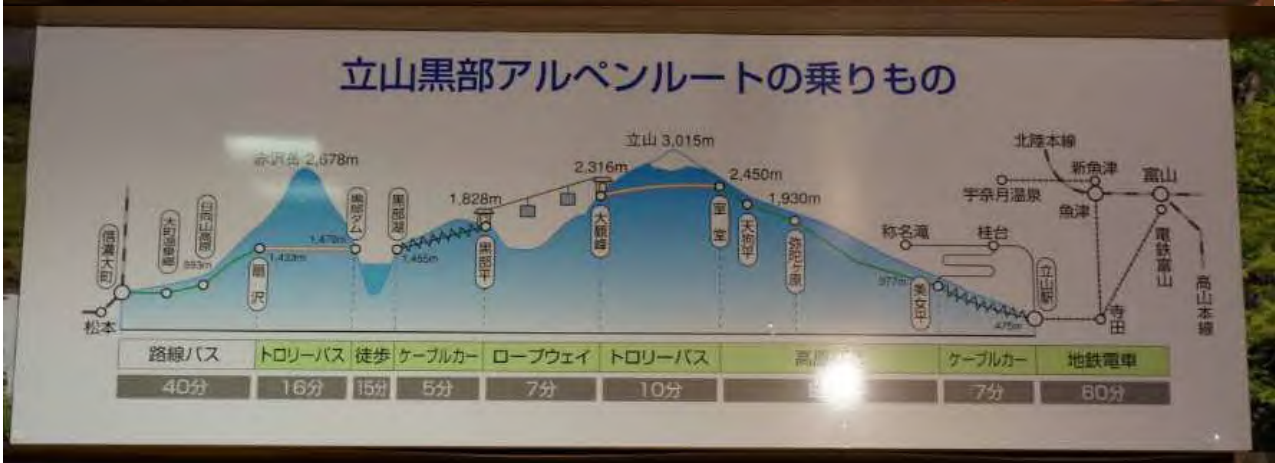 立山黒部アルペンルートの乗りもの
立山 3,015m
赤沢岳 2,678m
2,316m
2,450m
1,828m
1,930m
北陸本線
新魚津
富山
宇奈月温泉
魚津
称名滝
桂台
電鉄富山
高山本線
信濃大町
大町温泉郷
日向山高原
993m
扇沢
1,433m
1,470m
黒部ダム
黒部湖
1,455m
黒部平
大観峰
室堂
天狗平
弥陀ヶ原
977m
美女平
475m
立山駅
寺田
松本
路線バス
トロリーバス
徒歩
ケーブルカー
ロープウェイ
トロリーバス
ケーブルカー
地鉄電車
40分
16分
15分
5分
7分
10分
7分
60分